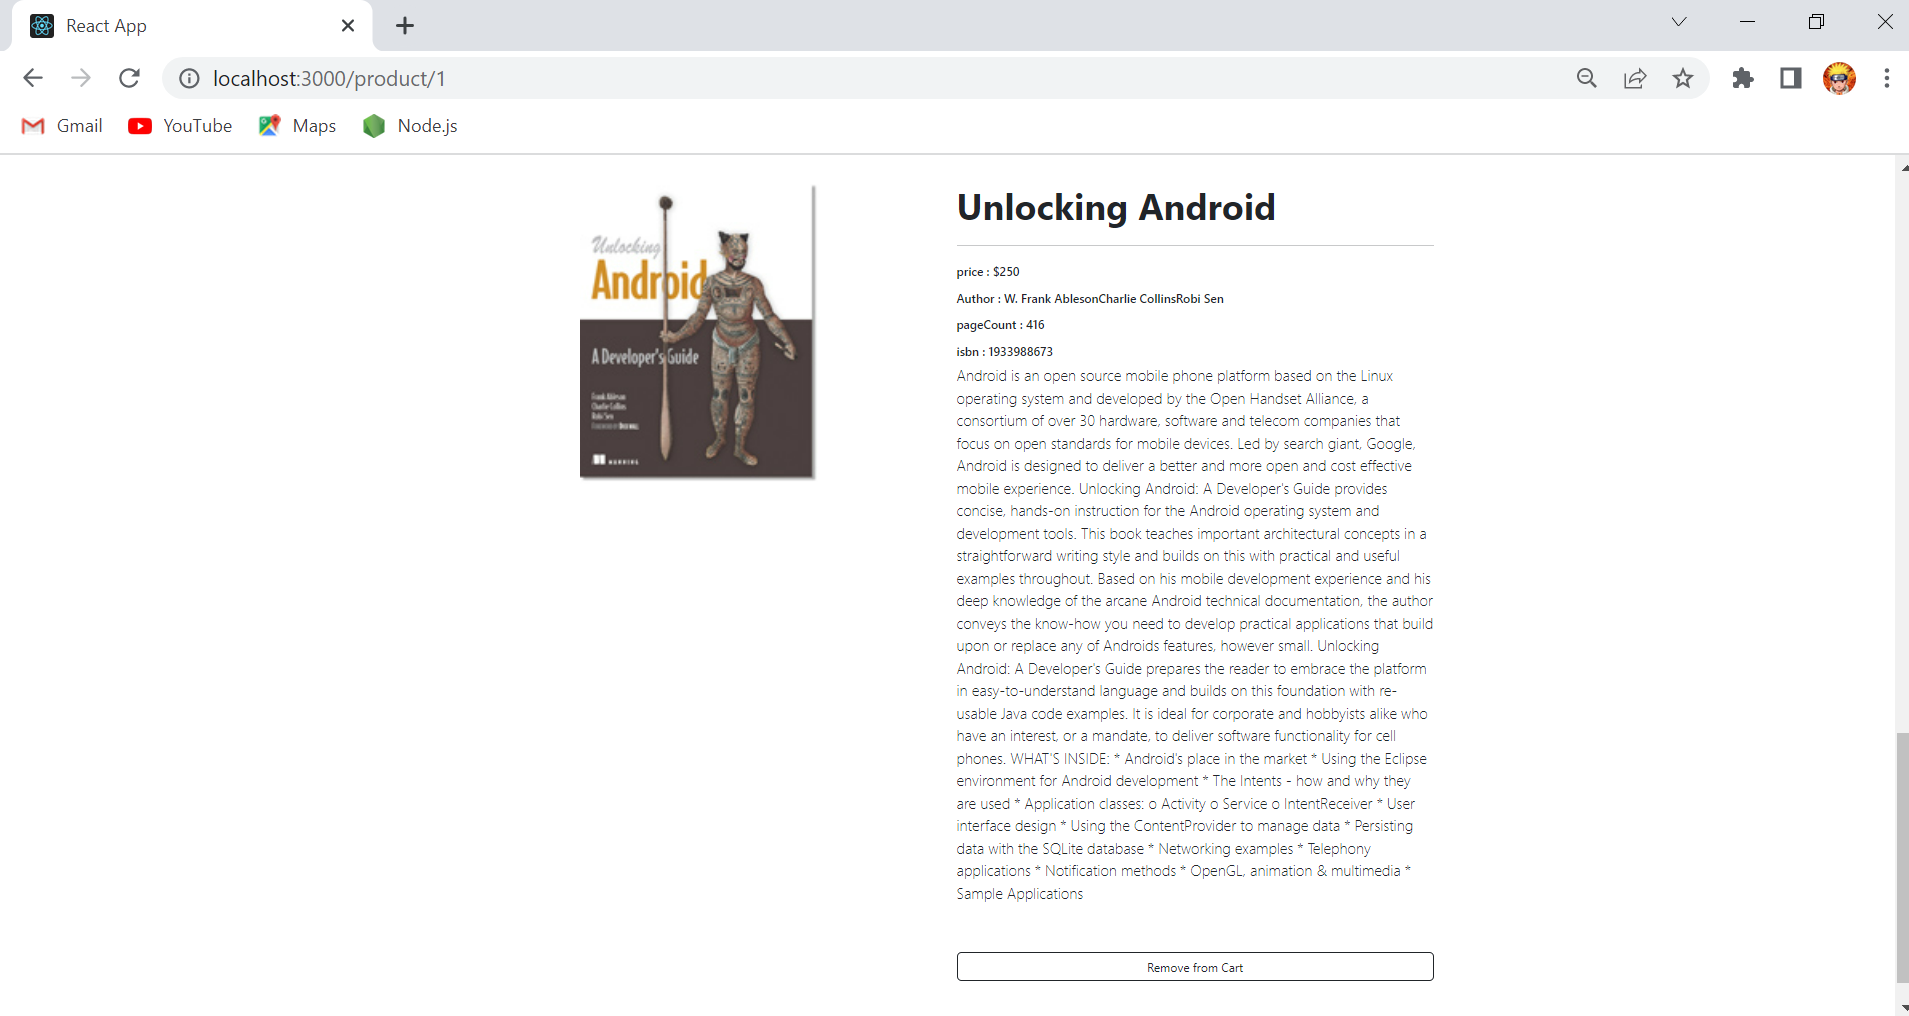 React App
localhost:3000/product/1
Gmail
YouTube
Maps
Node.js
Unlocking
Android
A Developer's Guide
Frank Ableson
Charlie Collins
Robi Sen
MANNING
Unlocking Android
price : $250
Author : W. Frank AblesonCharlie CollinsRobi Sen
pageCount : 416
isbn : 1933988673
Android is an open source mobile phone platform based on the Linux
operating system and developed by the Open Handset Alliance, a
consortium of over 30 hardware, software and telecom companies that
focus on open standards for mobile devices. Led by search giant, Google,
Android is designed to deliver a better and more open and cost effective
mobile experience. Unlocking Android: A Developer's Guide provides
concise, hands-on instruction for the Android operating system and
development tools. This book teaches important architectural concepts in a
straightforward writing style and builds on this with practical and useful
examples throughout. Based on his mobile development experience and his
deep knowledge of the arcane Android technical documentation, the author
conveys the know-how you need to develop practical applications that build
upon or replace any of Androids features, however small. Unlocking
Android: A Developer's Guide prepares the reader to embrace the platform
in easy-to-understand language and builds on this foundation with re-
usable Java code examples. It is ideal for corporate and hobbyists alike who
have an interest, or a mandate, to deliver software functionality for cell
phones. WHAT'S INSIDE: * Android's place in the market * Using the Eclipse
environment for Android development * The Intents - how and why they
are used * Application classes: o Activity o Service o IntentReceiver * User
interface design * Using the ContentProvider to manage data * Persisting
data with the SQLite database * Networking examples * Telephony
applications * Notification methods * OpenGL, animation & multimedia *
Sample Applications
Remove from Cart